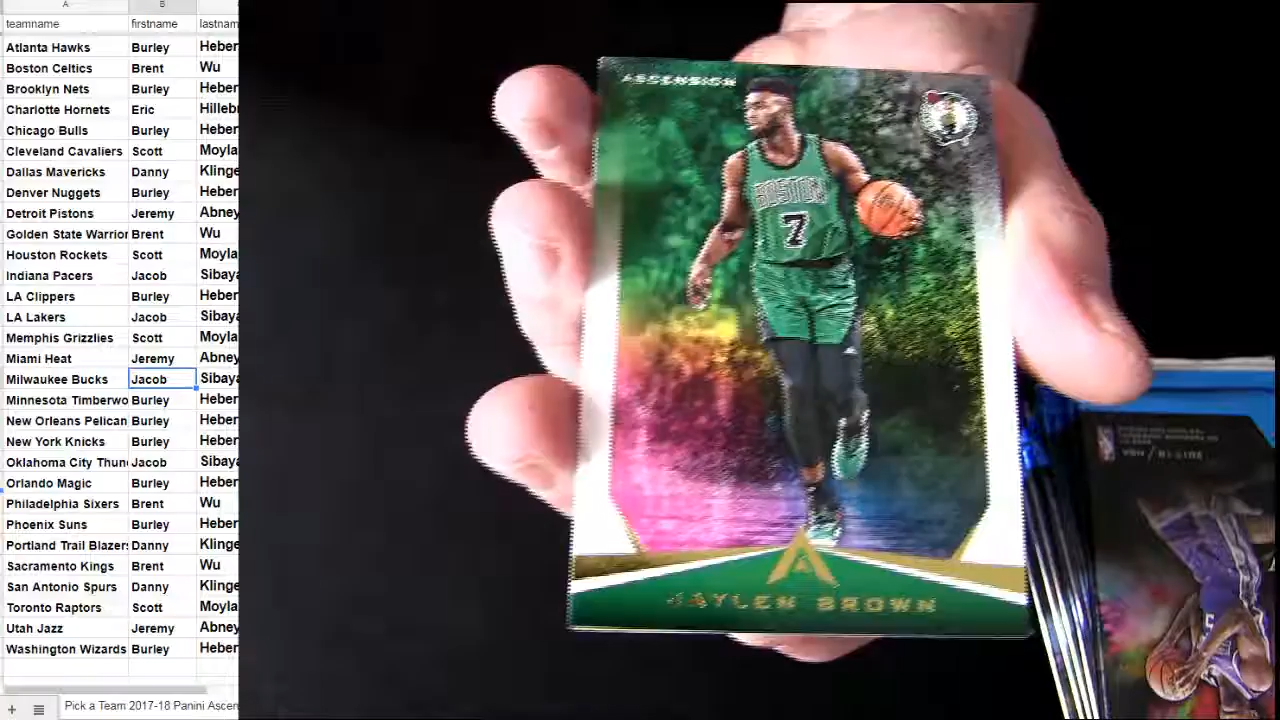 A B
teamname firstname lastnam
Atlanta Hawks Burley Heber
Boston Celtics Brent Wu
Brooklyn Nets Burley Heber
Charlotte Hornets Eric Hillebr
Chicago Bulls Burley Heber
Cleveland Cavaliers Scott Moyla
Dallas Mavericks Danny Klinge
Denver Nuggets Burley Heber
Detroit Pistons Jeremy Abney
Golden State Warrior Brent Wu
Houston Rockets Scott Moyla
Indiana Pacers Jacob Sibaya
LA Clippers Burley Heber
LA Lakers Jacob Sibaya
Memphis Grizzlies Scott Moyla
Miami Heat Jeremy Abney
Milwaukee Bucks Jacob Sibaya
Minnesota Timberwo Burley Heber
New Orleans Pelican Burley Heber
New York Knicks Burley Heber
Oklahoma City Thun Jacob Sibaya
Orlando Magic Burley Heber
Philadelphia Sixers Brent Wu
Phoenix Suns Burley Heber
Portland Trail Blazers Danny Klinge
Sacramento Kings Brent Wu
San Antonio Spurs Danny Klinge
Toronto Raptors Scott Moyla
Utah Jazz Jeremy Abney
Washington Wizards Burley Heber
Pick a Team 2017-18 Panini Ascen
ASCENSION
BOSTON
7
JAYLEN BROWN